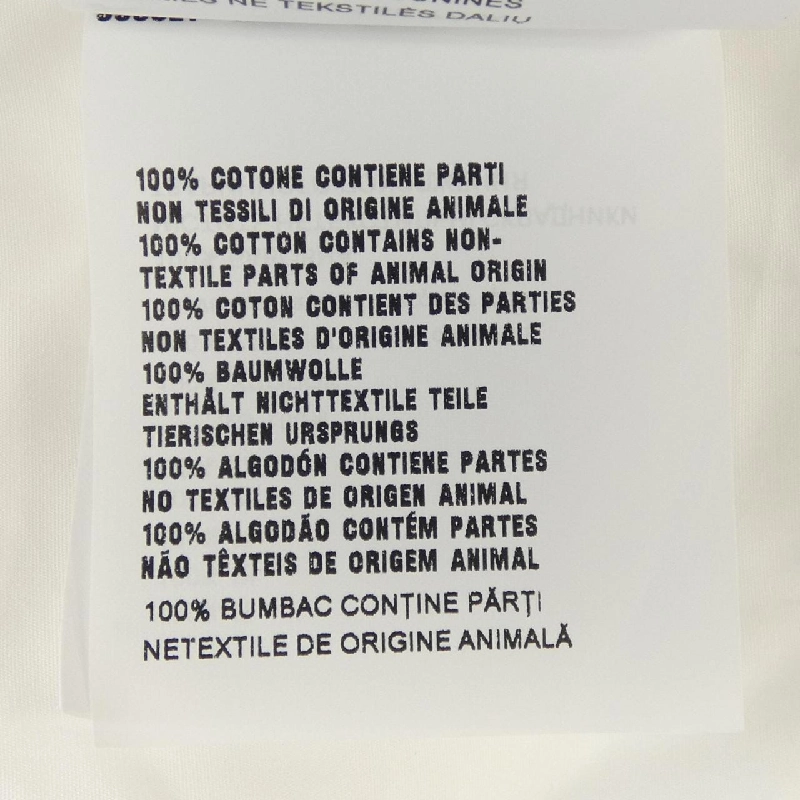 NE TEKSTILĖS DALIŲ
100% COTONE CONTIENE PARTI
NON TESSILI DI ORIGINE ANIMALE
100% COTTON CONTAINS NON-
TEXTILE PARTS OF ANIMAL ORIGIN
100% COTON CONTIENT DES PARTIES
NON TEXTILES D'ORIGINE ANIMALE
100% BAUMWOLLE
ENTHÄLT NICHTTEXTILE TEILE
TIERISCHEN URSPRUNGS
100% ALGODÓN CONTIENE PARTES
NO TEXTILES DE ORIGEN ANIMAL
100% ALGODÃO CONTÉM PARTES
NÃO TÊXTEIS DE ORIGEM ANIMAL
100% BUMBAC CONȚINE PĂRȚI
NETEXTILE DE ORIGINE ANIMALĂ